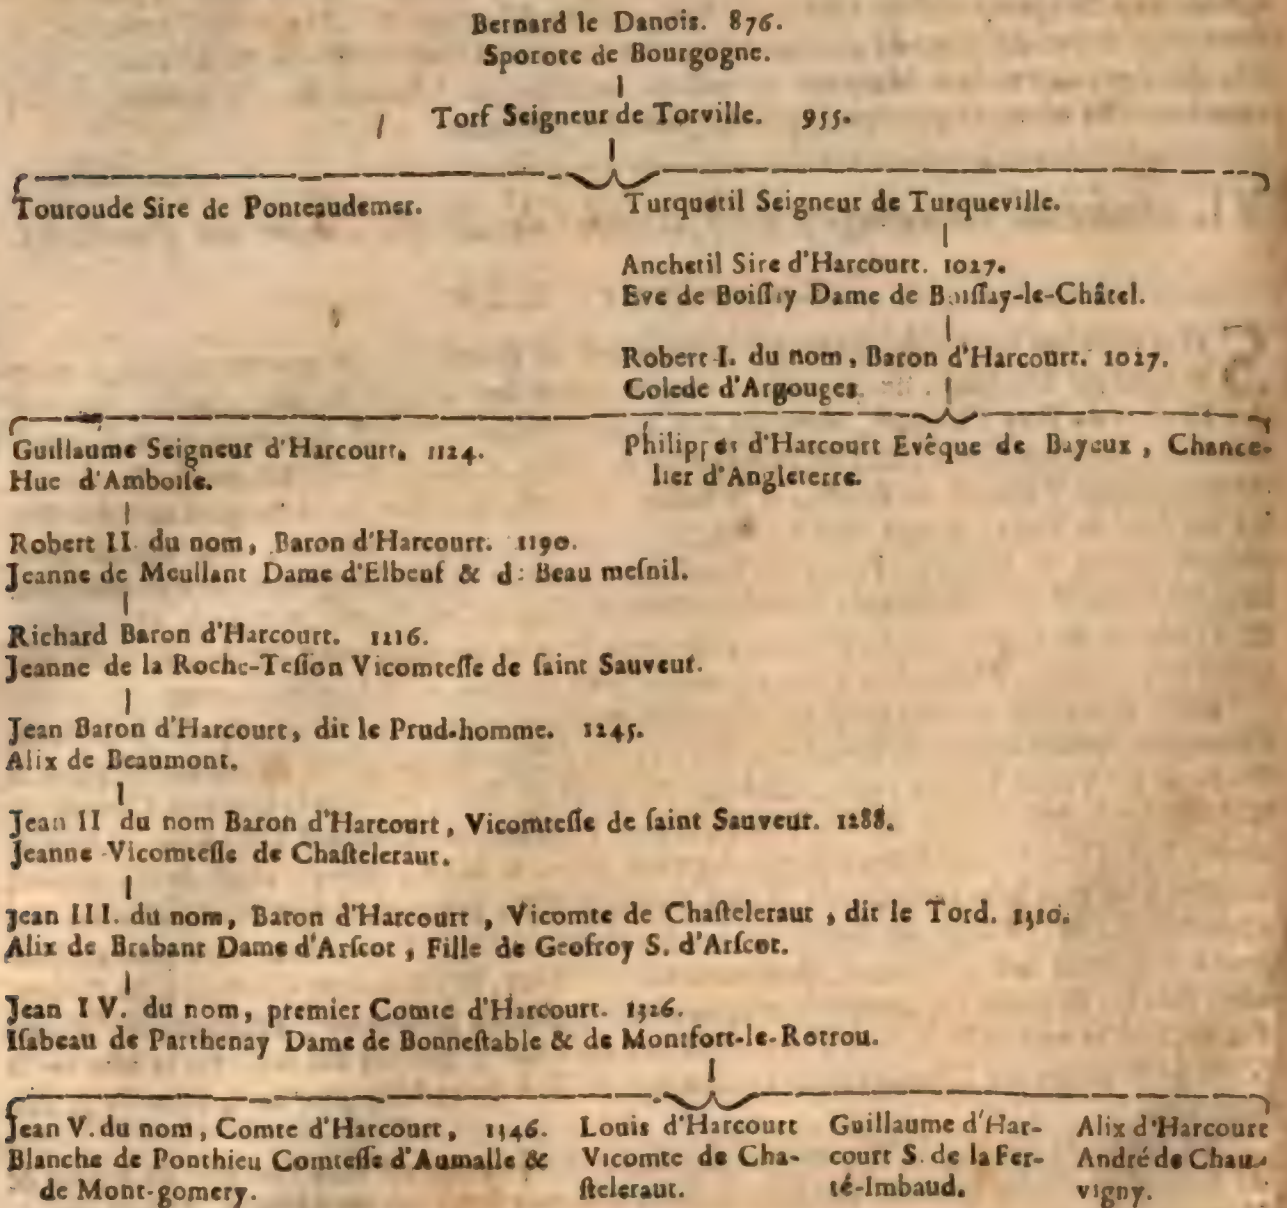 Bernard le Danois. 876.
Sporote de Bourgogne.
Torf Seigneur de Torville. 955.
Touroude Sire de Ponteaudemer.
Turquetil Seigneur de Turqueville.
Anchetil Sire d'Harcourt. 1027.
Eve de Boissay Dame de Boissay-le-Châtel.
Robert I. du nom, Baron d'Harcourt. 1027.
Colede d'Argouges.
Guillaume Seigneur d'Harcourt. 1124.
Hue d'Amboise.
Philippes d'Harcourt Evêque de Bayeux, Chance-
lier d'Angleterre.
Robert II. du nom, Baron d'Harcourt. 1190.
Jeanne de Meullant Dame d'Elbeuf & de Beau mesnil.
Richard Baron d'Harcourt. 1216.
Jeanne de la Roche-Tesson Vicomtesse de saint Sauveur.
Jean Baron d'Harcourt, dit le Prud-homme. 1245.
Alix de Beaumont.
Jean II du nom Baron d'Harcourt, Vicomtesse de saint Sauveur. 1288.
Jeanne Vicomtesse de Chasteleraut.
Jean III. du nom, Baron d'Harcourt, Vicomte de Chasteleraut, dit le Tord. 1310.
Alix de Brabant Dame d'Arscot, Fille de Geofroy S. d'Arscot.
Jean IV. du nom, premier Comte d'Harcourt. 1326.
Isabeau de Parthenay Dame de Bonnestable & de Montfort-le-Rotrou.
Jean V. du nom, Comte d'Harcourt, 1346.
Blanche de Ponthieu Comtesse d'Aumalle &
de Mont-gomery.
Louis d'Harcourt
Vicomte de Cha-
steleraut.
Guillaume d'Har-
court S. de la Fer-
té-Imbaud.
Alix d'Harcourt
André de Chau-
vigny.